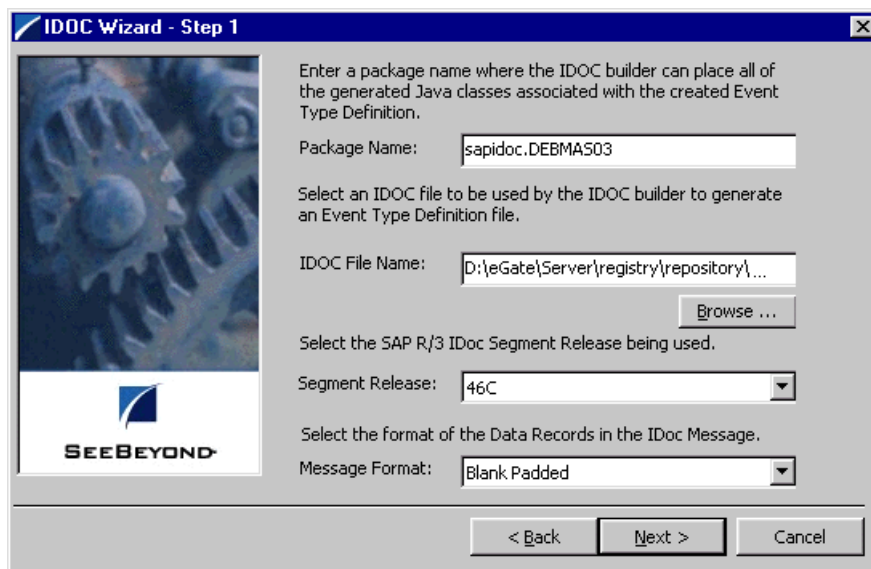 IDOC Wizard - Step 1
Enter a package name where the IDOC builder can place all of
the generated Java classes associated with the created Event
Type Definition.
Package Name: sapidoc.DEBMAS03
Select an IDOC file to be used by the IDOC builder to generate
an Event Type Definition file.
IDOC File Name: D:\eGate\Server\registry\repository\ ...
Browse ...
Select the SAP R/3 IDoc Segment Release being used.
Segment Release: 46C
SEEBEYOND
Select the format of the Data Records in the IDoc Message.
Message Format: Blank Padded
< Back Next > Cancel